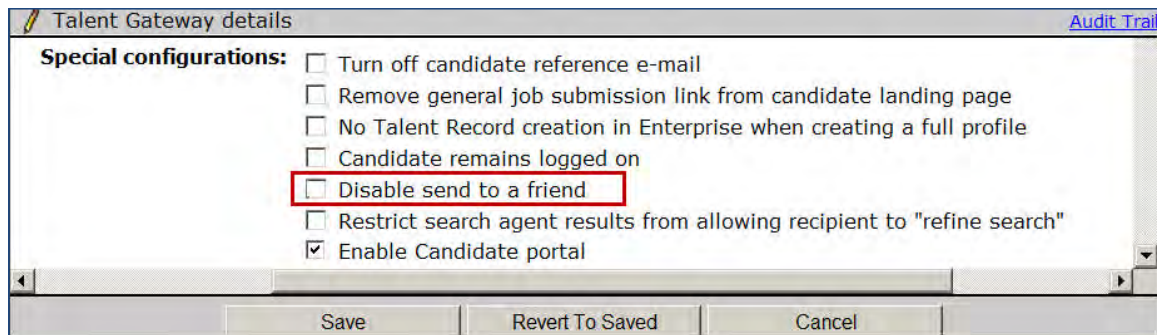 Talent Gateway details Audit Trail
Special configurations: Turn off candidate reference e-mail
Remove general job submission link from candidate landing page
No Talent Record creation in Enterprise when creating a full profile
Candidate remains logged on
Disable send to a friend
Restrict search agent results from allowing recipient to "refine search"
Enable Candidate portal
Save Revert To Saved Cancel